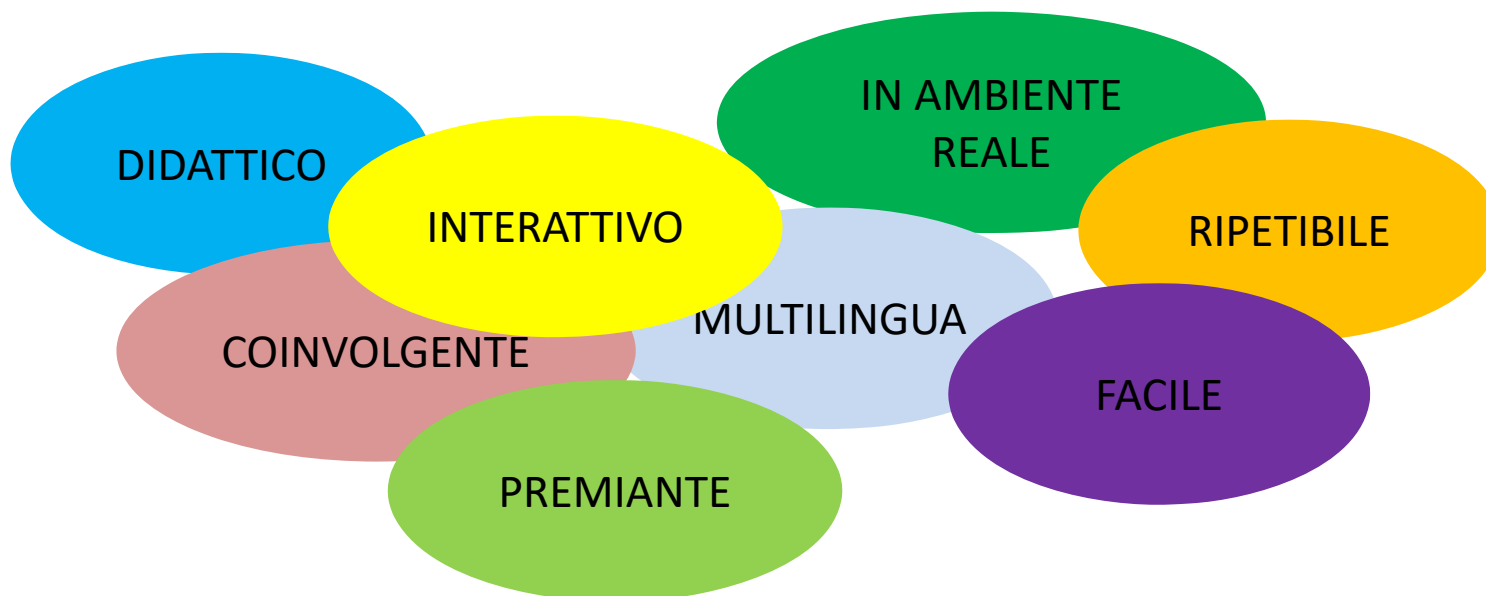 DIDATTICO
INTERATTIVO
IN AMBIENTE
REALE
RIPETIBILE
COINVOLGENTE
MULTILINGUA
FACILE
PREMIANTE